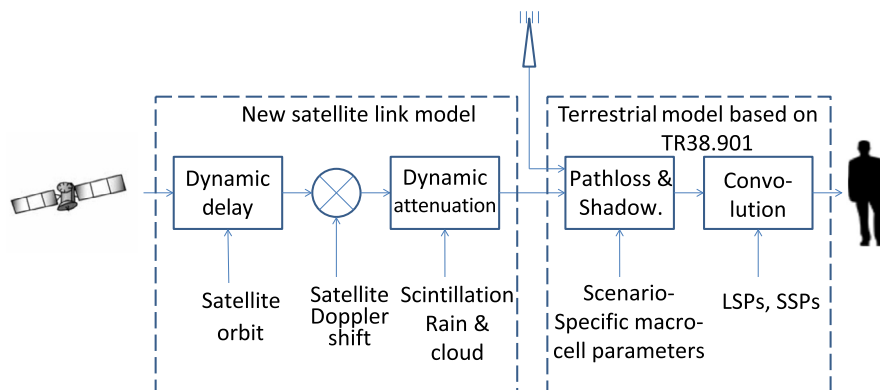 New satellite link model
Terrestrial model based on
TR38.901
Dynamic
delay
Dynamic
attenuation
Pathloss &
Shadow.
Convo-
lution
Satellite
orbit
Satellite
Doppler
shift
Scintillation
Rain &
cloud
Scenario-
Specific macro-
cell parameters
LSPs, SSPs